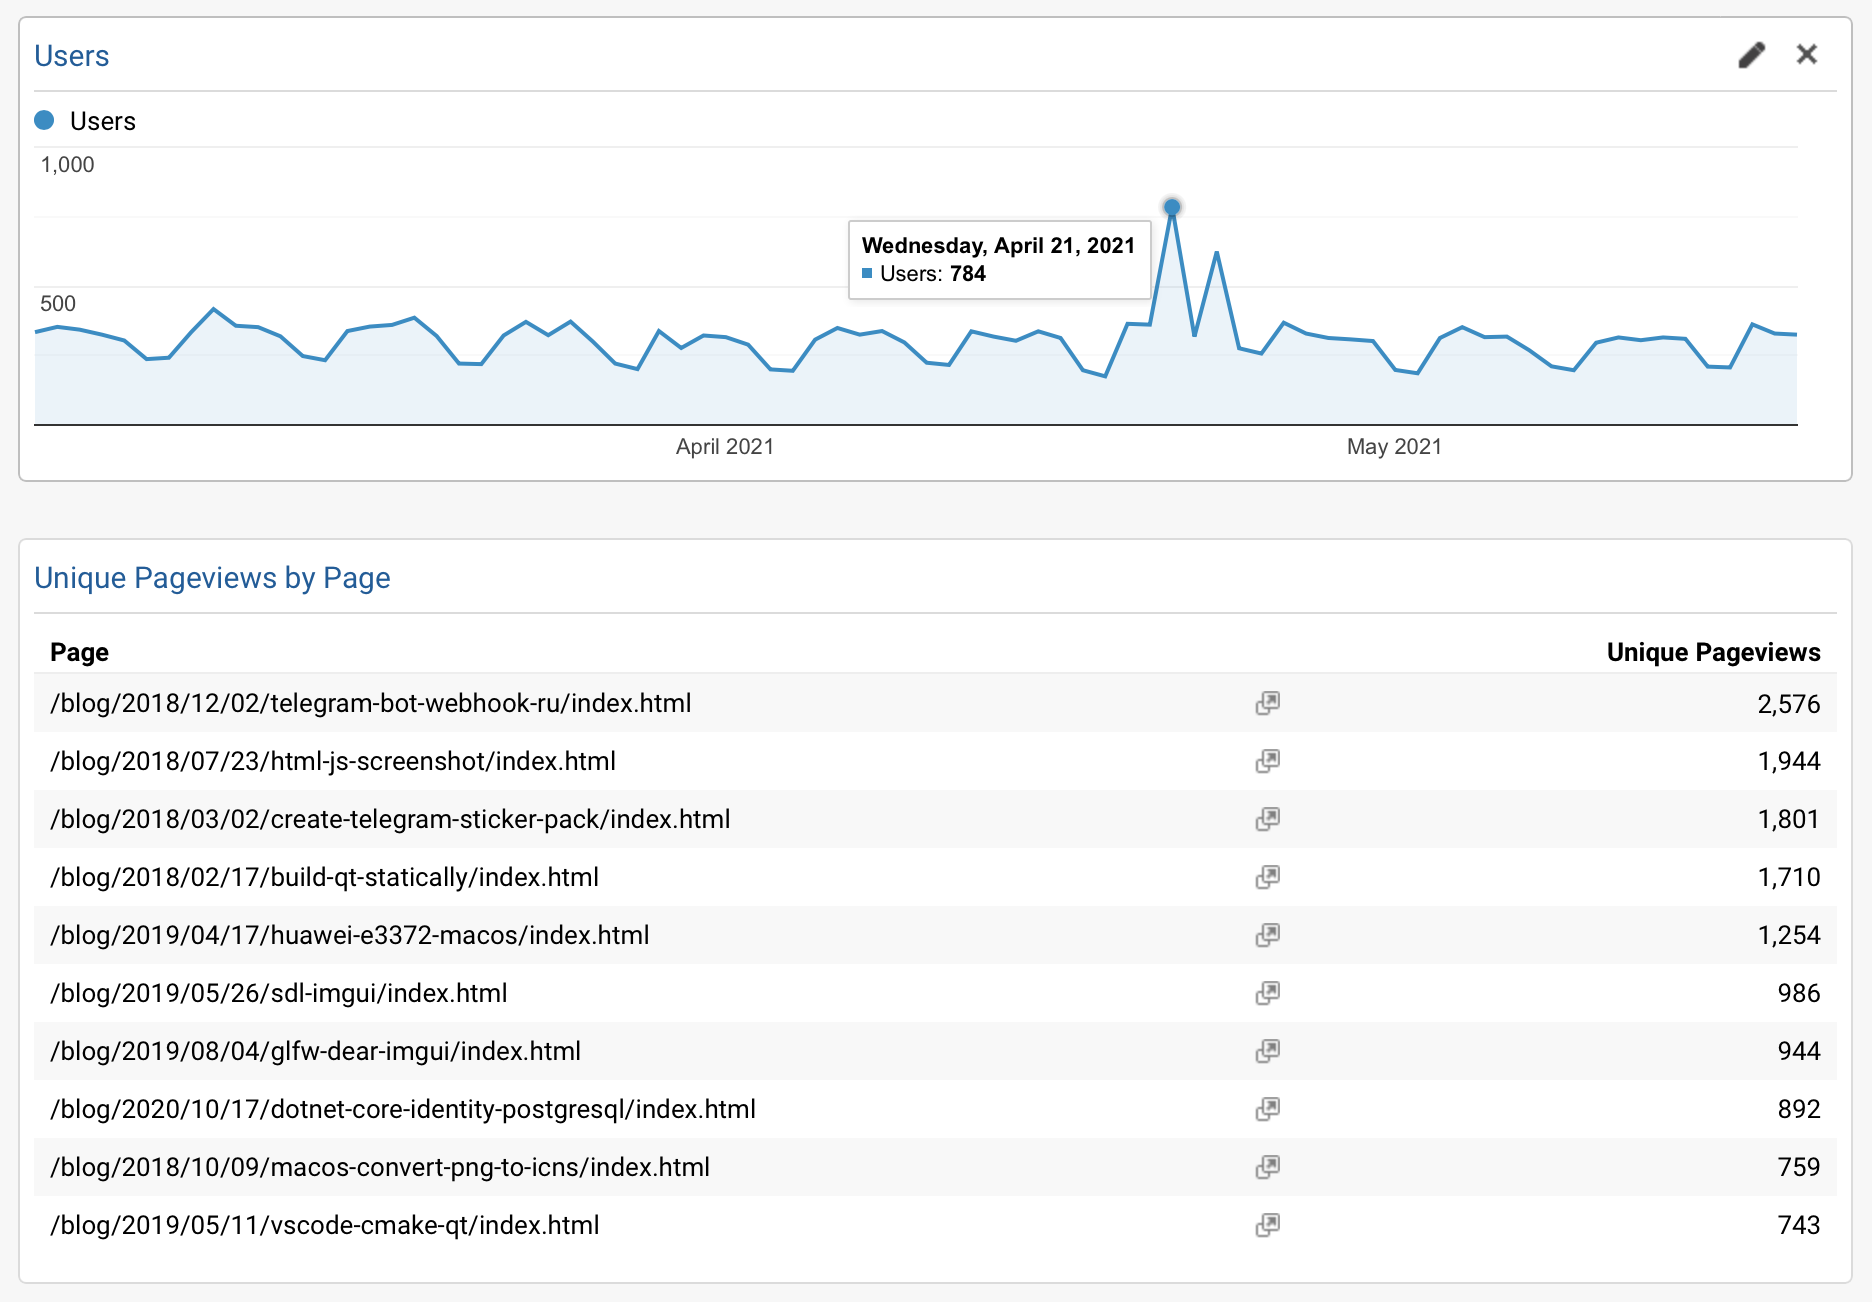 Users
Users
1,000
500
Wednesday, April 21, 2021
Users: 784
April 2021 May 2021
Unique Pageviews by Page
Page Unique Pageviews
/blog/2018/12/02/telegram-bot-webhook-ru/index.html 2,576
/blog/2018/07/23/html-js-screenshot/index.html 1,944
/blog/2018/03/02/create-telegram-sticker-pack/index.html 1,801
/blog/2018/02/17/build-qt-statically/index.html 1,710
/blog/2019/04/17/huawei-e3372-macos/index.html 1,254
/blog/2019/05/26/sdl-imgui/index.html 986
/blog/2019/08/04/glfw-dear-imgui/index.html 944
/blog/2020/10/17/dotnet-core-identity-postgresql/index.html 892
/blog/2018/10/09/macos-convert-png-to-icns/index.html 759
/blog/2019/05/11/vscode-cmake-qt/index.html 743